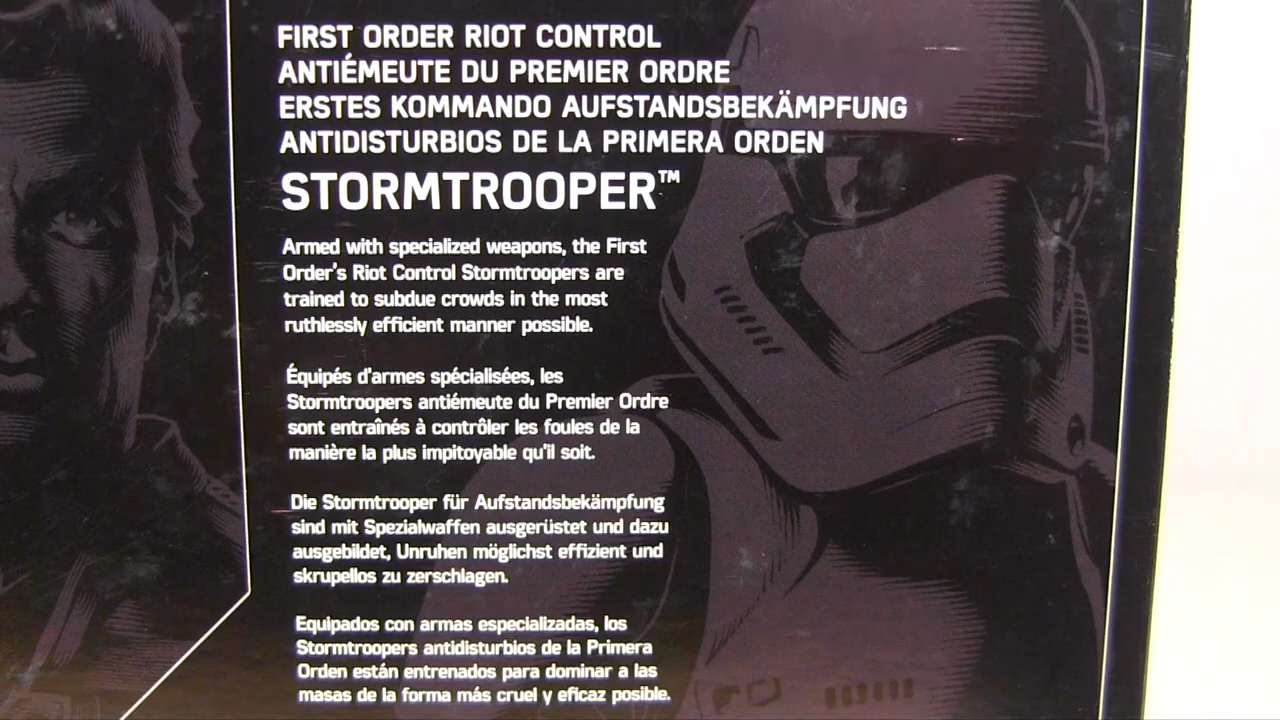 FIRST ORDER RIOT CONTROL
ANTIÉMEUTE DU PREMIER ORDRE
ERSTES KOMMANDO AUFSTANDSBEKÄMPFUNG
ANTIDISTURBIOS DE LA PRIMERA ORDEN
STORMTROOPER™
Armed with specialized weapons, the First
Order's Riot Control Stormtroopers are
trained to subdue crowds in the most
ruthlessly efficient manner possible.
Équipés d'armes spécialisées, les
Stormtroopers antiémeute du Premier Ordre
sont entraînés à contrôler les foules de la
manière la plus impitoyable qu'il soit.
Die Stormtrooper für Aufstandsbekämpfung
sind mit Spezialwaffen ausgerüstet und dazu
ausgebildet, Unruhen möglichst effizient und
skrupellos zu zerschlagen.
Equipados con armas especializadas, los
Stormtroopers antidisturbios de la Primera
Orden están entrenados para dominar a las
masas de la forma más cruel y eficaz posible.